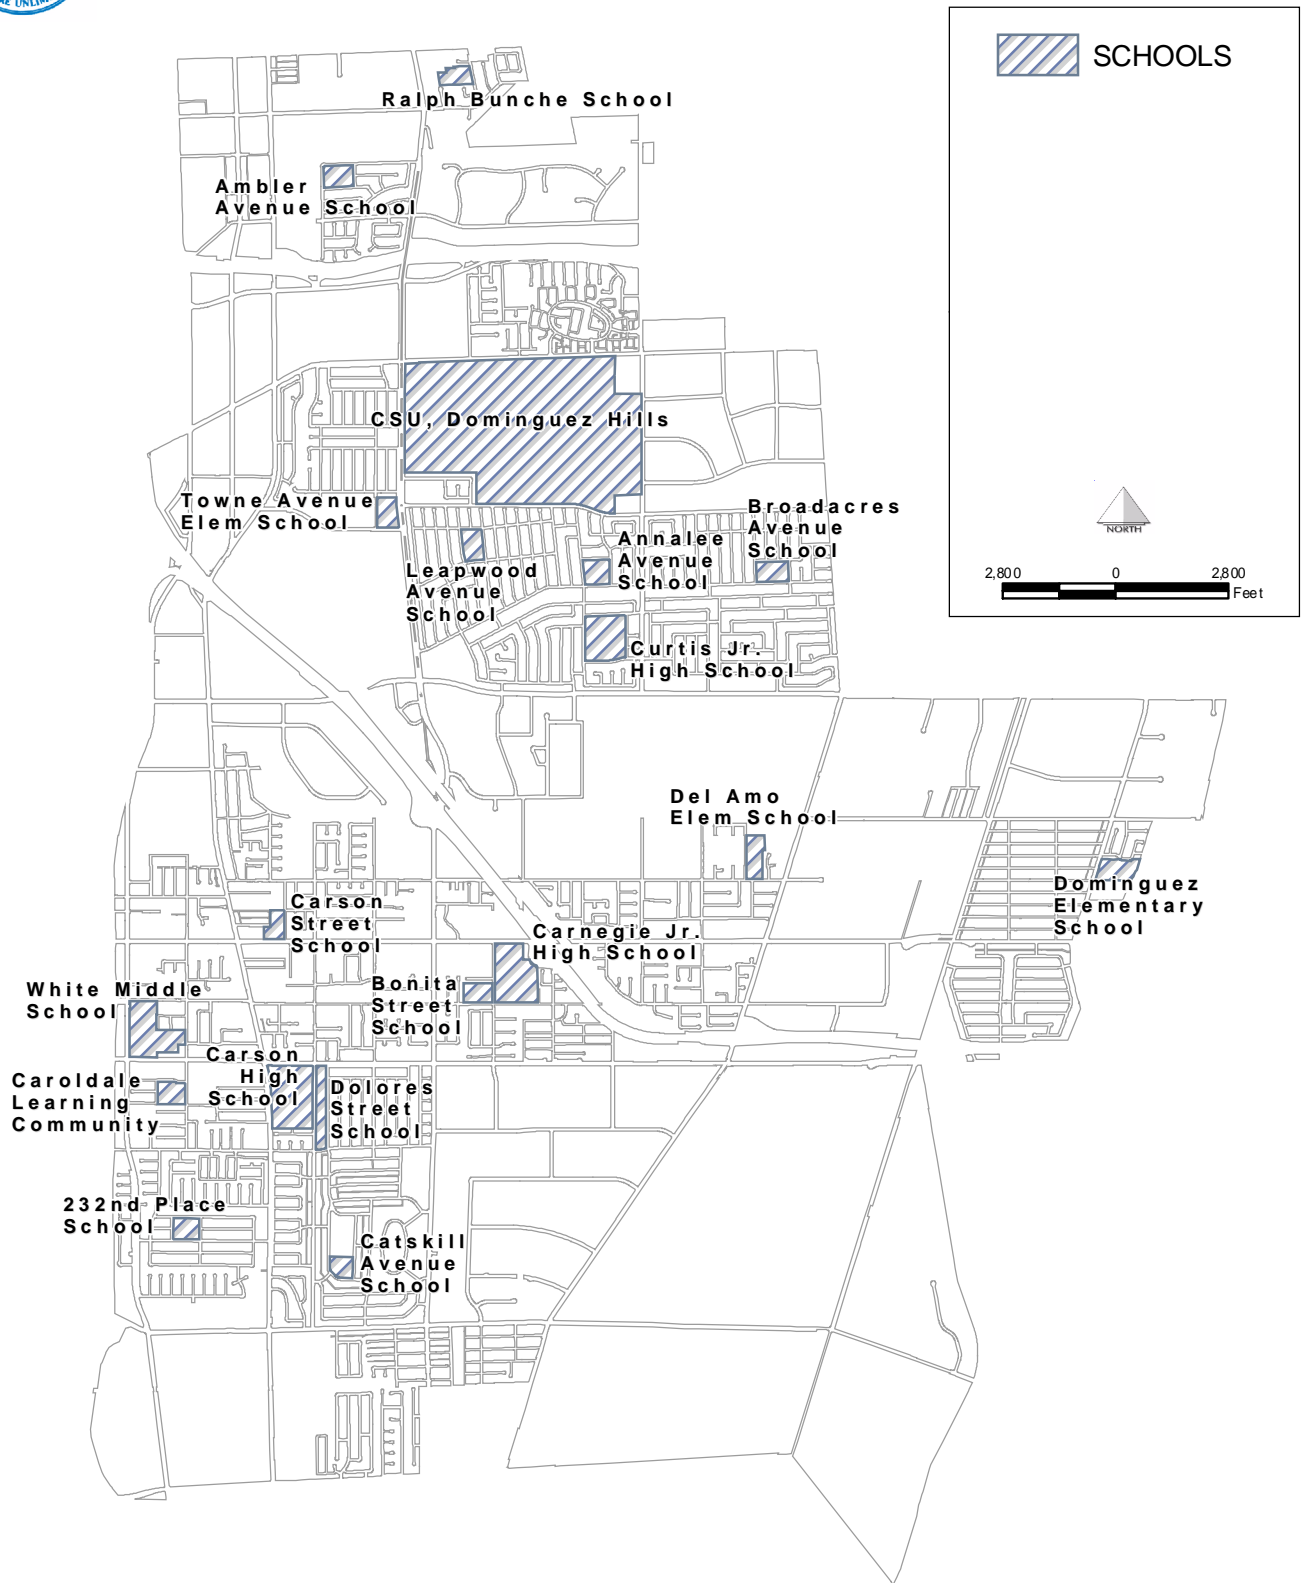 RE UNLIM
SCHOOLS
Ralph Bunche School
Ambler
Avenue School
CSU, Dominguez Hills
Towne Avenue
Elem School
Broadacres
Avenue
School
Annalee
Avenue
School
Leapwood
Avenue
School
NORTH
2,800 0 2,800
Feet
Curtis Jr.
High School
Del Amo
Elem School
Dominguez
Elementary
School
Carson
Street
School
Carnegie Jr.
High School
Bonita
Street
School
White Middle
School
Carson
High
School
Caroldale
Learning
Community
Dolores
Street
School
232nd Place
School
Catskill
Avenue
School